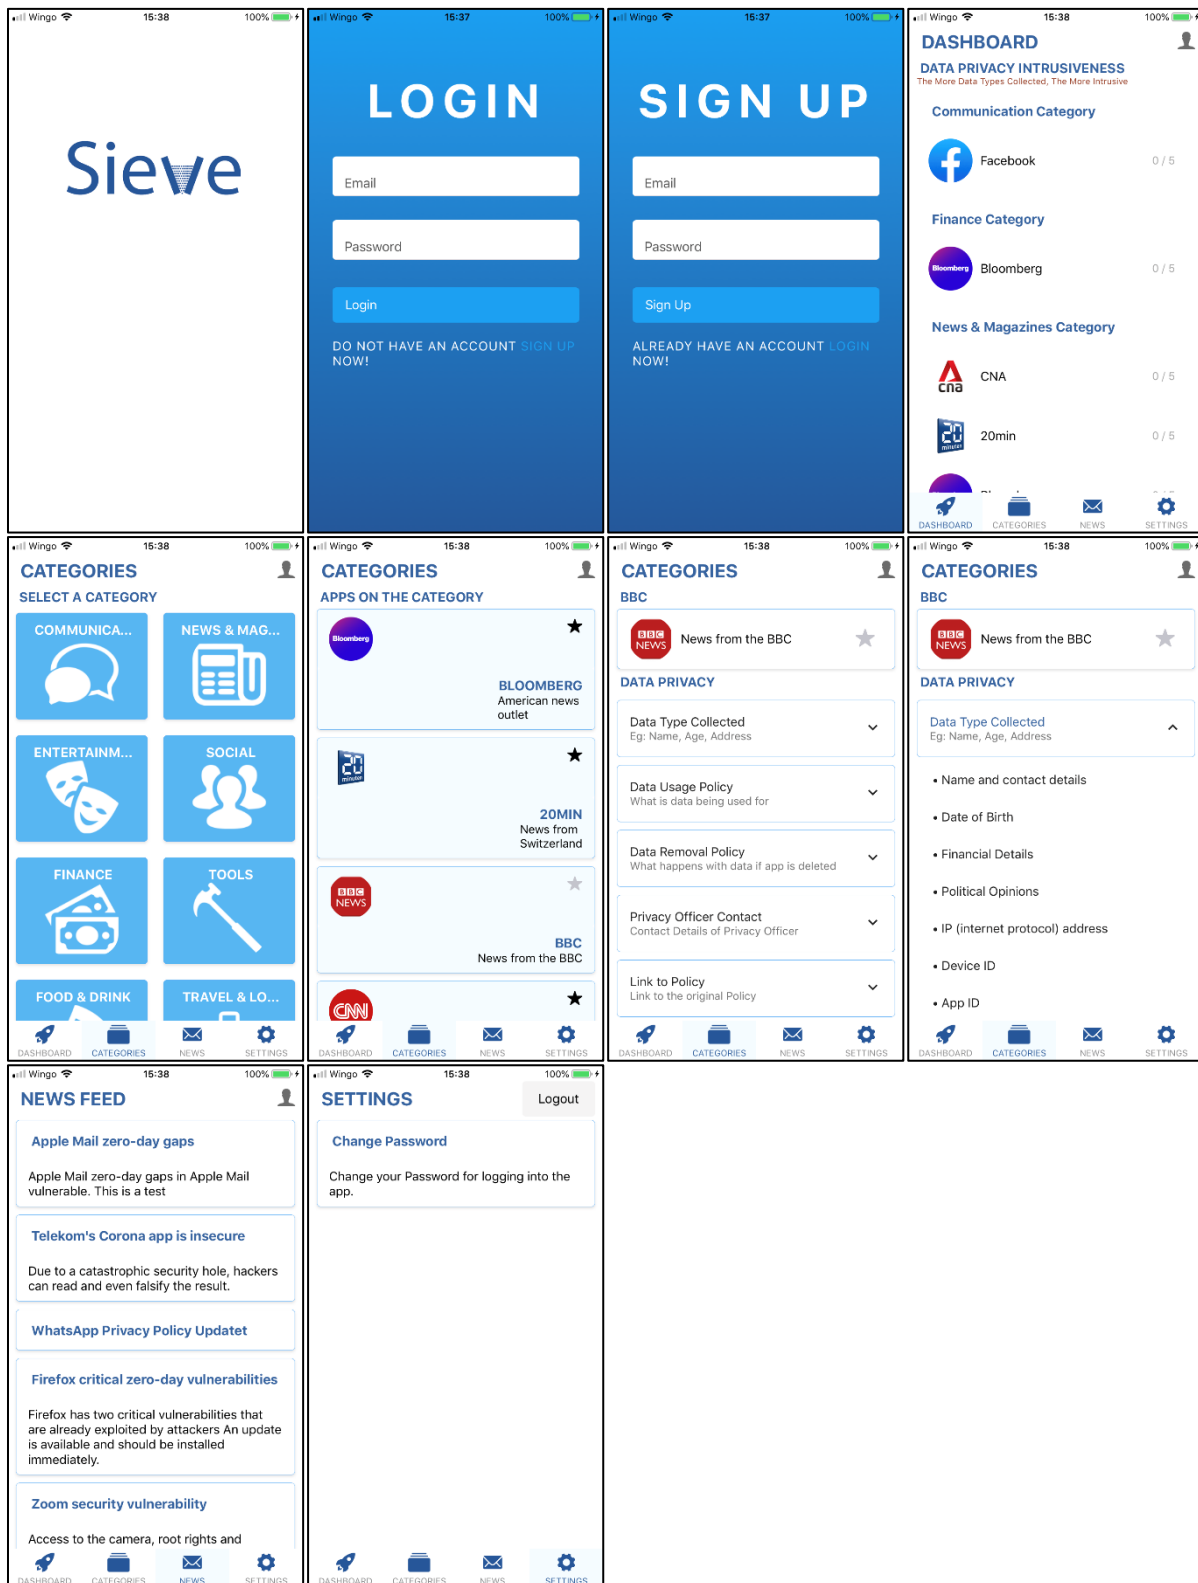 Wingo 15:38 100%
Sieve
Wingo 15:37 100%
LOGIN
Email
Password
Login
DO NOT HAVE AN ACCOUNT SIGN UP
NOW!
Wingo 15:37 100%
SIGN UP
Email
Password
Sign Up
ALREADY HAVE AN ACCOUNT LOGIN
NOW!
Wingo 15:38 100%
DASHBOARD
DATA PRIVACY INTRUSIVENESS
The More Data Types Collected, The More Intrusive
Communication Category
Facebook 0 / 5
Finance Category
Bloomberg
Bloomberg 0 / 5
News & Magazines Category
cna
CNA 0 / 5
20
minuten
20min 0 / 5
DASHBOARD CATEGORIES NEWS SETTINGS
Wingo 15:38 100%
CATEGORIES
SELECT A CATEGORY
COMMUNICA... NEWS & MAG...
ENTERTAINM... SOCIAL
FINANCE TOOLS
FOOD & DRINK TRAVEL & LO...
DASHBOARD CATEGORIES NEWS SETTINGS
Wingo 15:38 100%
CATEGORIES
APPS ON THE CATEGORY
Bloomberg
BLOOMBERG
American news
outlet
20
minuten
20MIN
News from
Switzerland
BBC
NEWS
BBC
News from the BBC
CNN
DASHBOARD CATEGORIES NEWS SETTINGS
Wingo 15:38 100%
CATEGORIES
BBC
BBC
NEWS
News from the BBC
DATA PRIVACY
Data Type Collected
Eg: Name, Age, Address
Data Usage Policy
What is data being used for
Data Removal Policy
What happens with data if app is deleted
Privacy Officer Contact
Contact Details of Privacy Officer
Link to Policy
Link to the original Policy
DASHBOARD CATEGORIES NEWS SETTINGS
Wingo 15:38 100%
CATEGORIES
BBC
BBC
NEWS
News from the BBC
DATA PRIVACY
Data Type Collected
Eg: Name, Age, Address
• Name and contact details
• Date of Birth
• Financial Details
• Political Opinions
• IP (internet protocol) address
• Device ID
• App ID
DASHBOARD CATEGORIES NEWS SETTINGS
Wingo 15:38 100%
NEWS FEED
Apple Mail zero-day gaps
Apple Mail zero-day gaps in Apple Mail
vulnerable. This is a test
Telekom's Corona app is insecure
Due to a catastrophic security hole, hackers
can read and even falsify the result.
WhatsApp Privacy Policy Updatet
Firefox critical zero-day vulnerabilities
Firefox has two critical vulnerabilities that
are already exploited by attackers An update
is available and should be installed
immediately.
Zoom security vulnerability
Access to the camera, root rights and
DASHBOARD CATEGORIES NEWS SETTINGS
Wingo 15:38 100%
SETTINGS
Logout
Change Password
Change your Password for logging into the
app.
DASHBOARD CATEGORIES NEWS SETTINGS